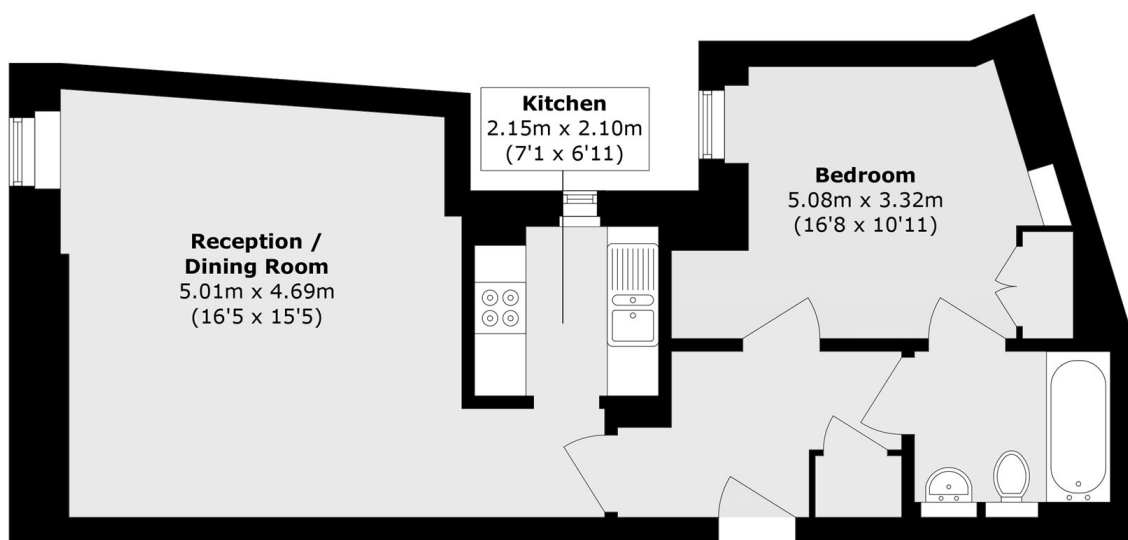 Kitchen
2.15m x 2.10m
(7'1 x 6'11)
Bedroom
5.08m x 3.32m
(16'8 x 10'11)
Reception /
Dining Room
5.01m x 4.69m
(16'5 x 15'5)